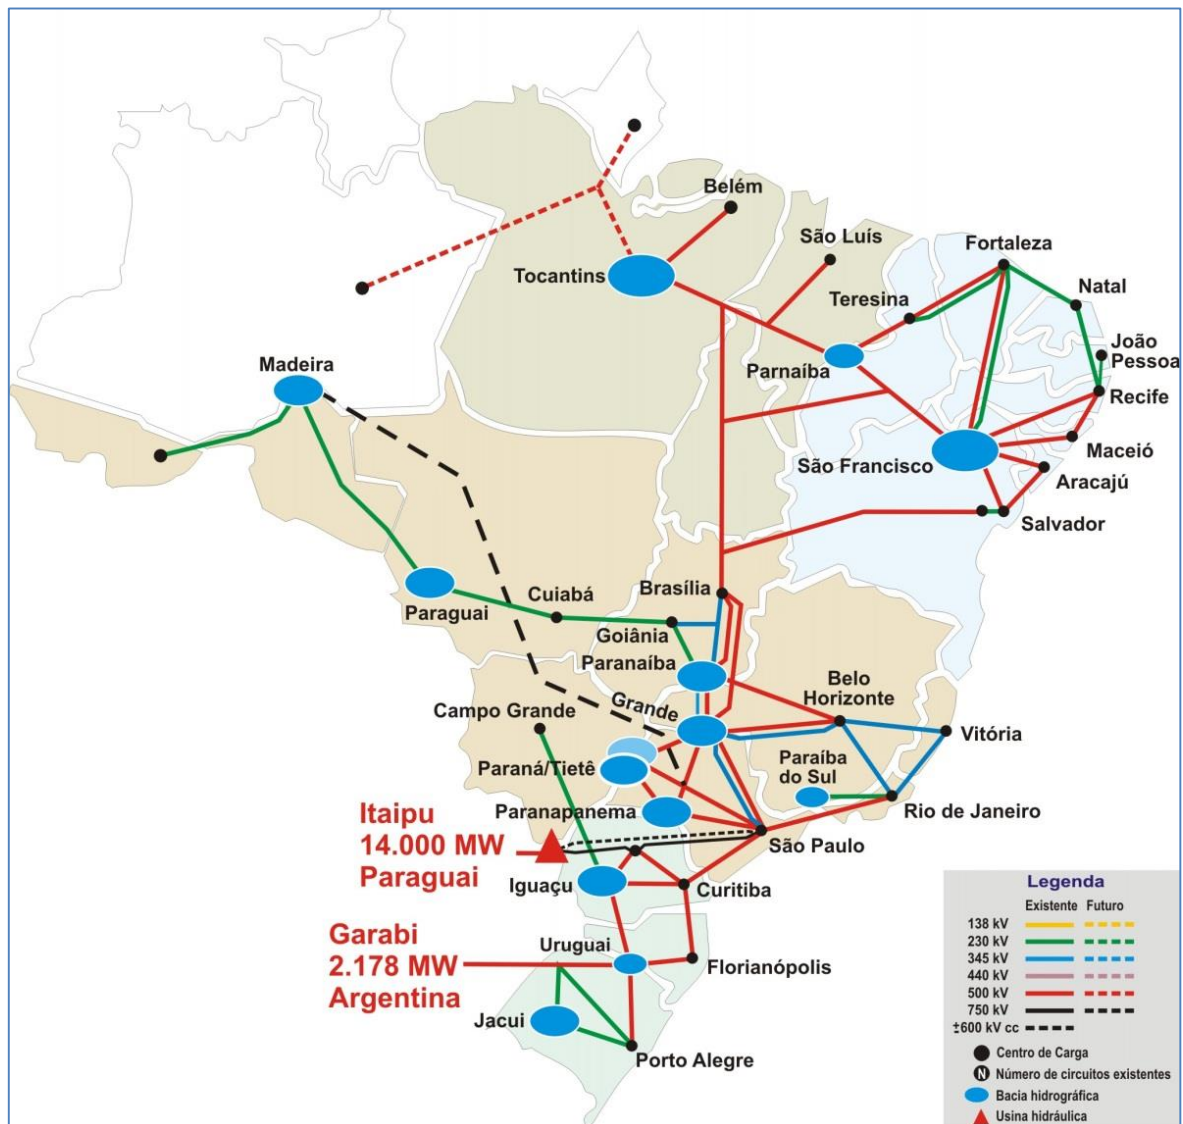 Belém
São Luís
Fortaleza
Tocantins
Teresina
Natal
João
Pessoa
Madeira
Parnaíba
Recife
Maceió
São Francisco
Aracajú
Salvador
Brasília
Cuiabá
Paraguai
Goiânia
Paranaíba
Belo
Horizonte
Grande
Campo Grande
Vitória
Paraíba
do Sul
Paraná/Tietê
Paranapanema
Rio de Janeiro
Itaipu
14.000 MW
Paraguai
São Paulo
Iguaçu
Curitiba
Garabi
2.178 MW
Argentina
Uruguai
Florianópolis
Jacui
Porto Alegre
Legenda
Existente Futuro
138 kV
230 kV
345 kV
440 kV
500 kV
750 kV
±600 kV cc
Centro de Carga
N Número de circuitos existentes
Bacia hidrográfica
Usina hidráulica